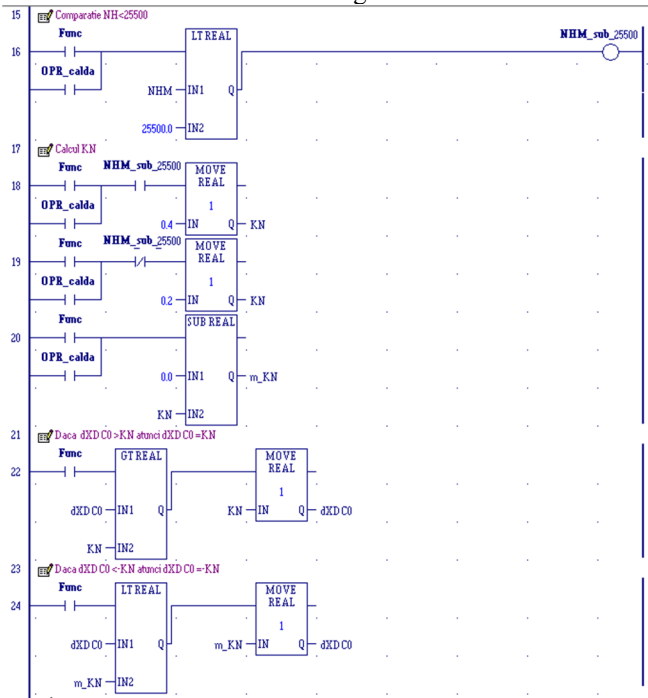 15 Comparatie NH<25500
Func LT REAL NHM_sub_25500
16
OPR_calda
NHM IN1 Q
25500.0 IN2
17 Calcul KN
Func NHM_sub_25500 MOVE
18 REAL
OPR_calda 1
0.4 IN Q KN
Func NHM_sub_25500 MOVE
19 REAL
OPR_calda 1
0.2 IN Q KN
Func SUB REAL
20
OPR_calda
0.0 IN1 Q m_KN
KN IN2
21 Daca dXDC0>KN atunci dXDC0=KN
Func GT REAL MOVE
22 REAL
1
dXDC0 IN1 Q KN IN Q dXDC0
KN IN2
23 Daca dXDC0<-KN atunci dXDC0=-KN
Func LT REAL MOVE
24 REAL
1
dXDC0 IN1 Q m_KN IN Q dXDC0
m_KN IN2